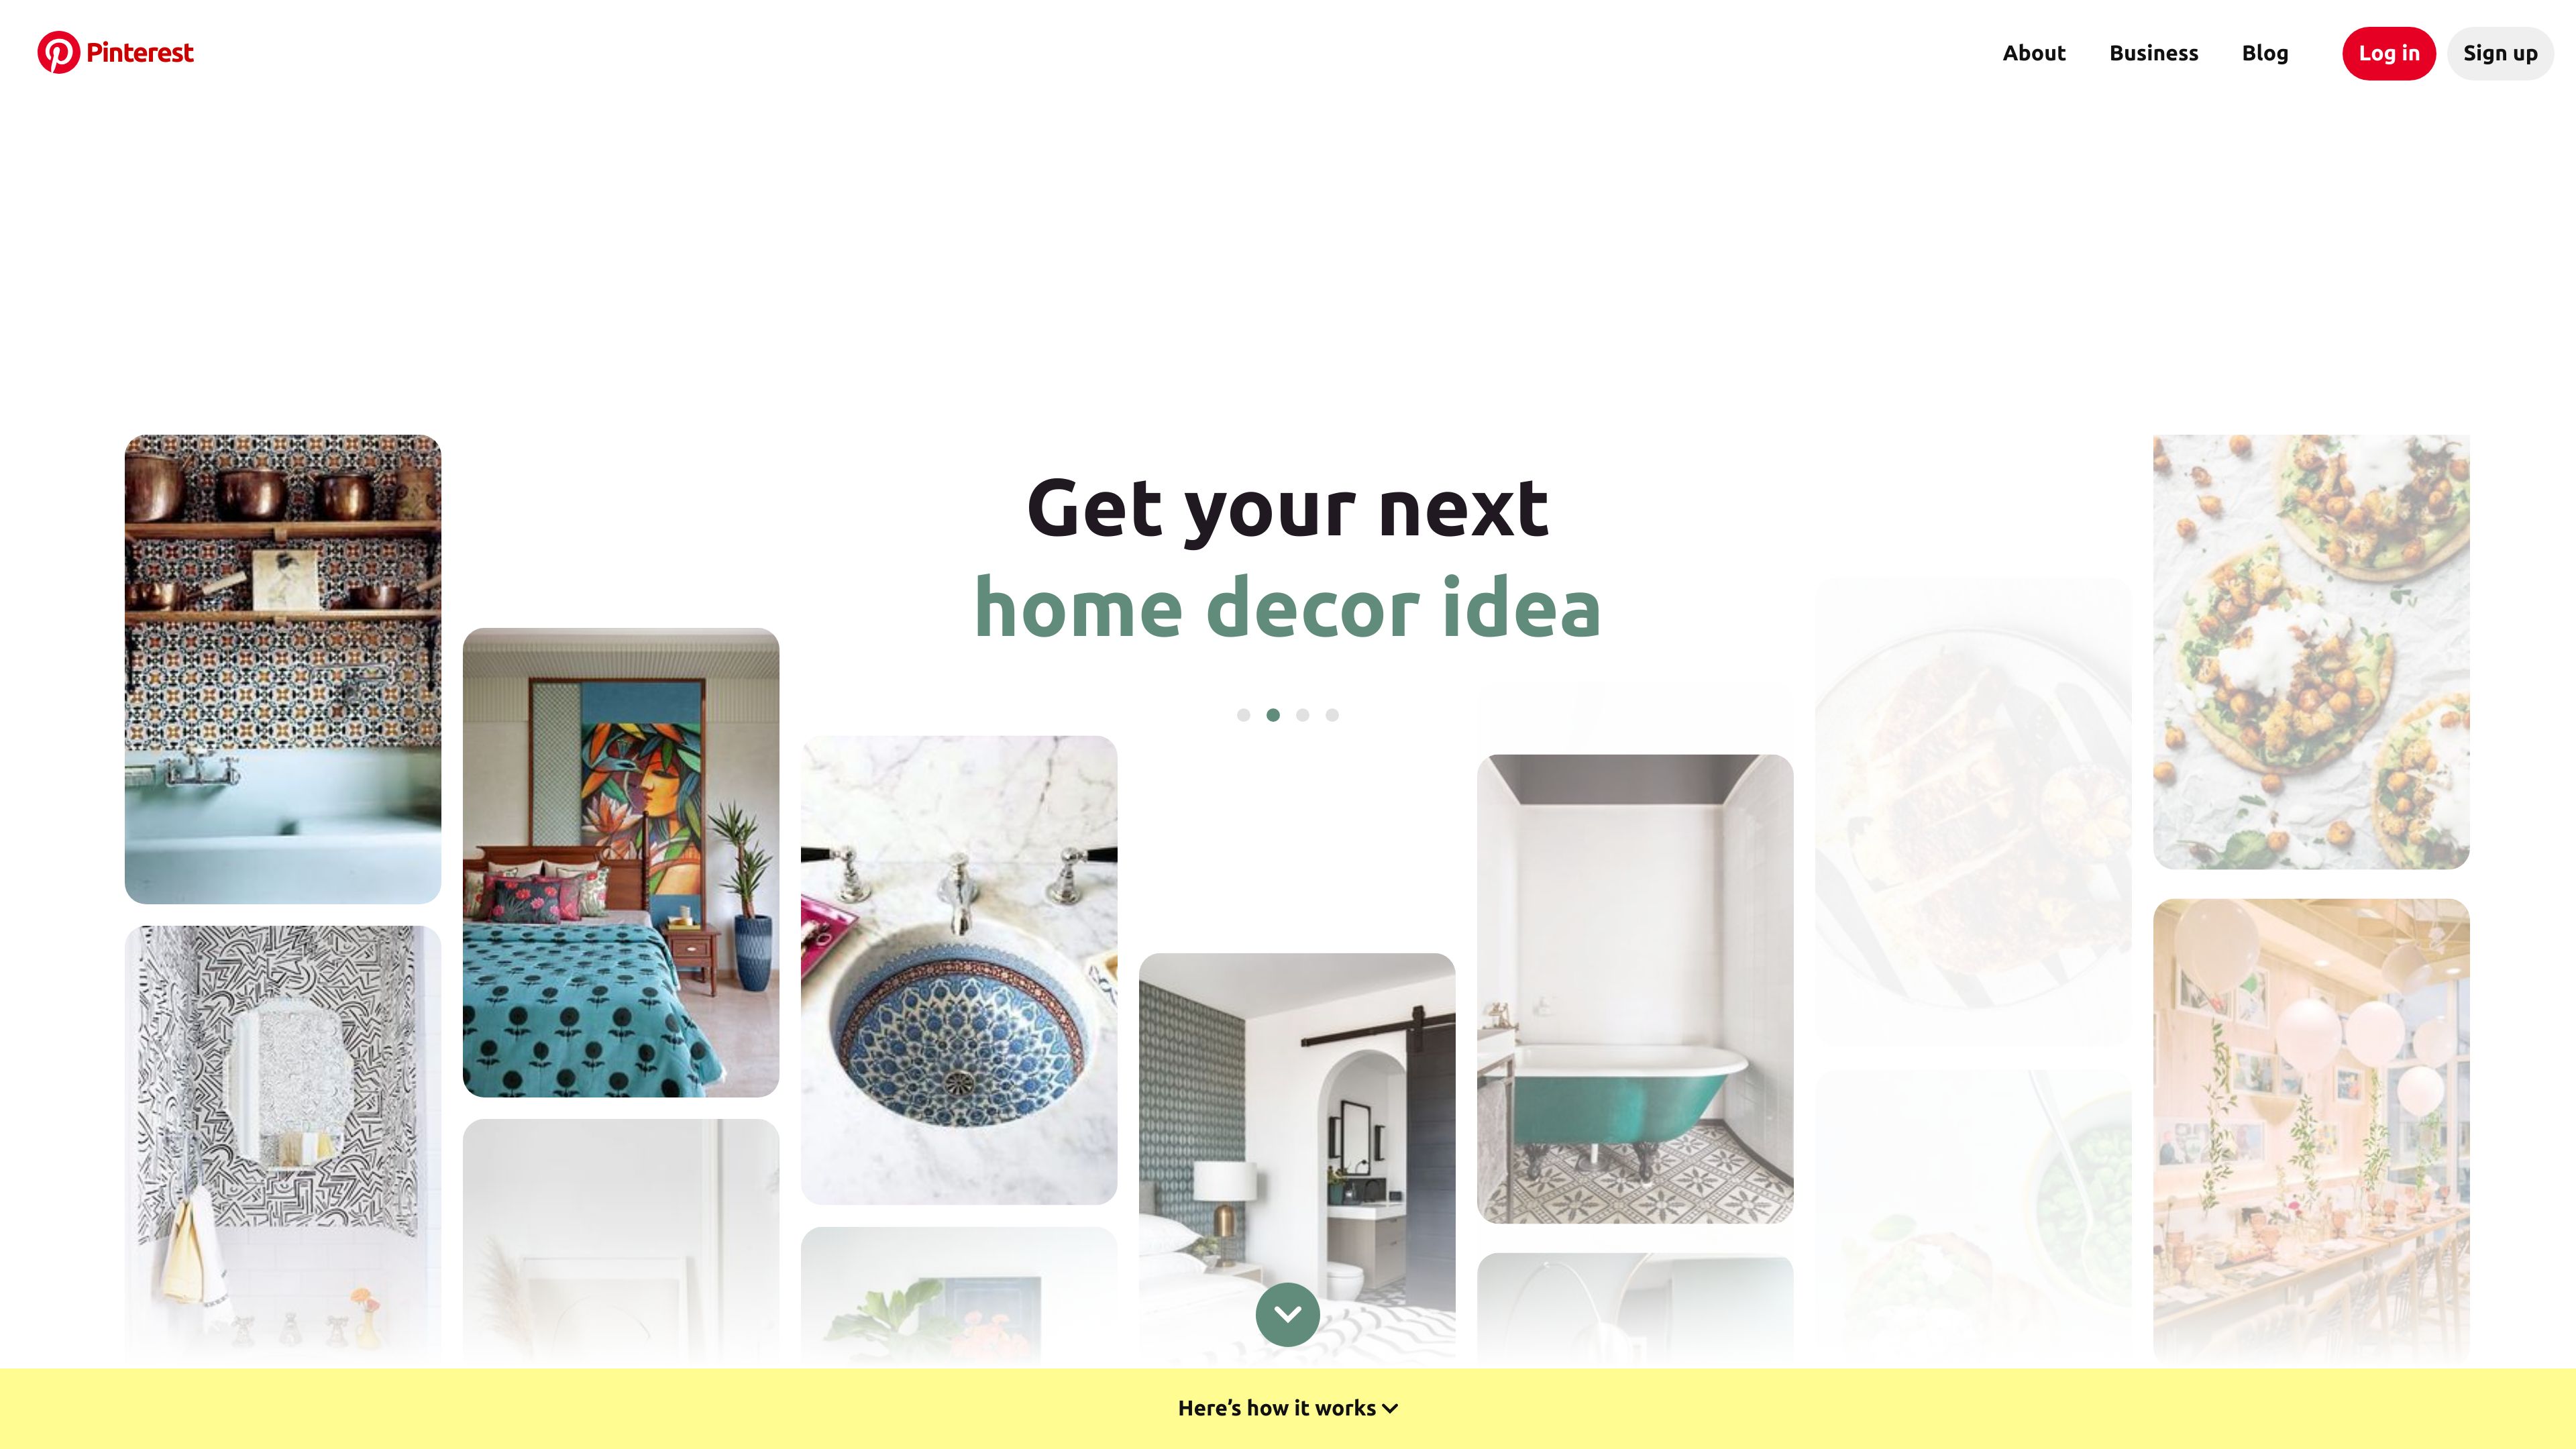 Pinterest
About Business Blog Log in Sign up
Get your next
home decor idea
Here’s how it works